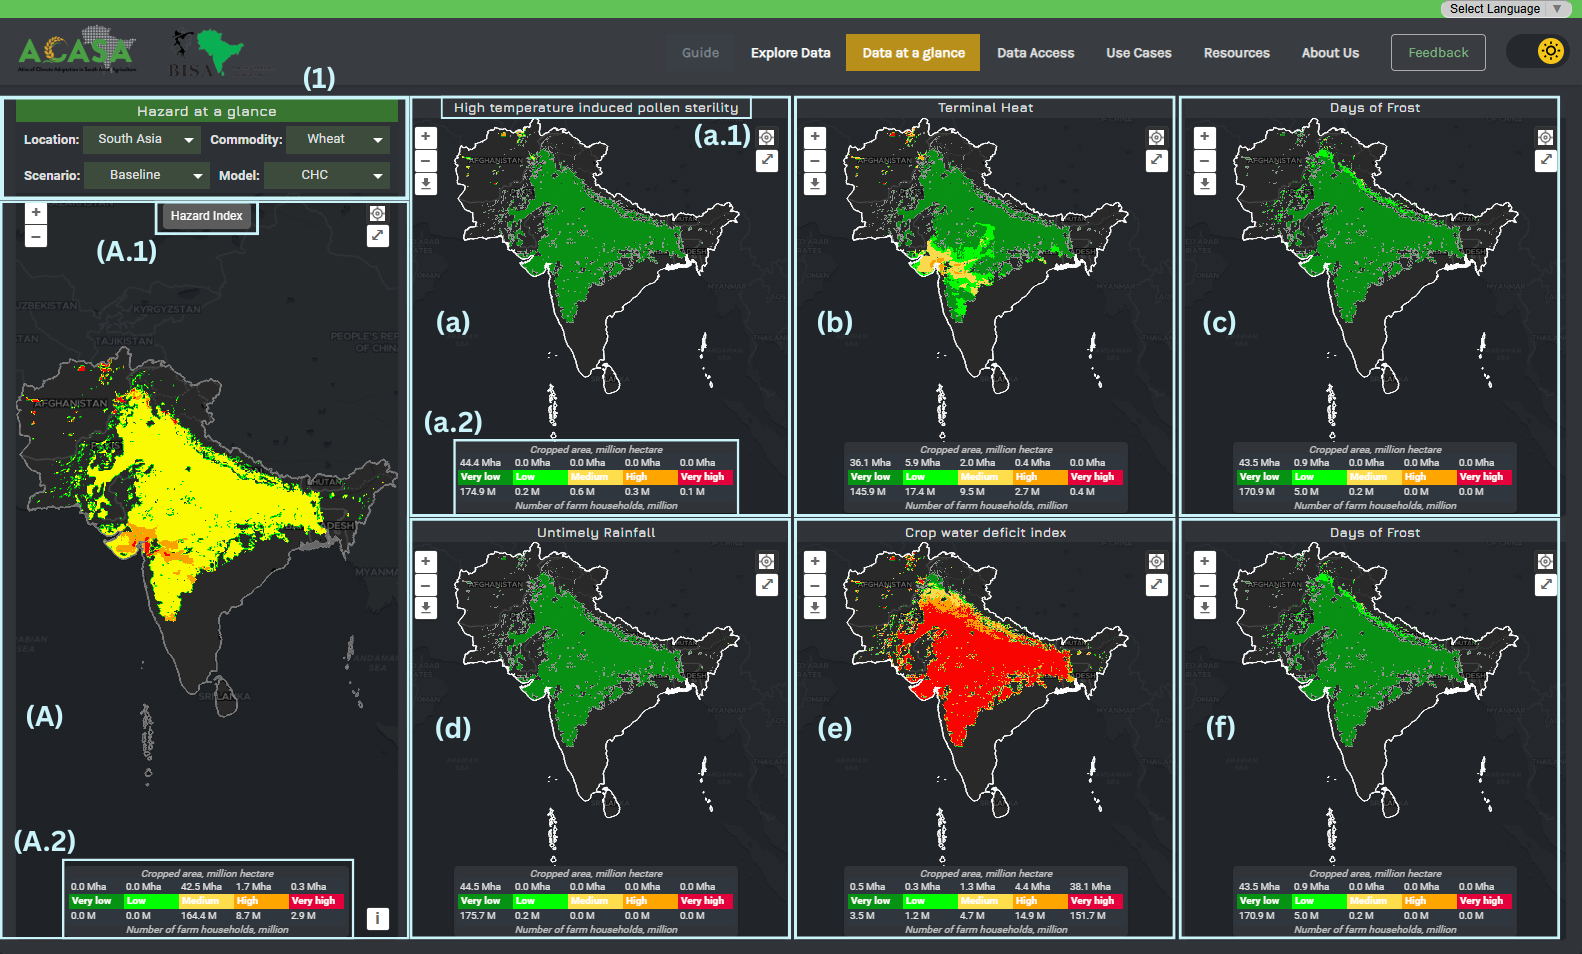 Select Language ▼
ACASA
Atlas of Climate Adaptation in South Asian Agriculture
BISA
Guide
Explore Data
Data at a glance
Data Access
Use Cases
Resources
About Us
Feedback
(1)
Hazard at a glance
Location: South Asia Commodity: Wheat
Scenario: Baseline Model: CHC
Hazard Index
(A.1)
UZBEKISTAN
KYRGYZSTAN
TAJIKISTAN
PEOPLE'S REP
OF CHINA
AFGHANISTAN
BHUTAN
DESH
MYANMA
ANDAMAN
SEA
SRI LANKA
(A)
(A.2)
Cropped area, million hectare
0.0 Mha 0.0 Mha 42.5 Mha 1.7 Mha 0.3 Mha
Very low Low Medium High Very high
0.0 M 0.0 M 164.4 M 8.7 M 2.9 M
Number of farm households, million
i
High temperature induced pollen sterility
(a.1)
AFGHANISTAN
(a)
(a.2)
Cropped area, million hectare
44.4 Mha 0.0 Mha 0.0 Mha 0.0 Mha 0.0 Mha
Very low Low Medium High Very high
174.9 M 0.2 M 0.6 M 0.3 M 0.1 M
Number of farm households, million
Terminal Heat
AFGHANISTAN
(b)
Cropped area, million hectare
36.1 Mha 5.9 Mha 2.0 Mha 0.4 Mha 0.0 Mha
Very low Low Medium High Very high
145.9 M 17.4 M 9.5 M 2.7 M 0.4 M
Number of farm households, million
Days of Frost
AFGHANISTAN
(c)
Cropped area, million hectare
43.5 Mha 0.9 Mha 0.0 Mha 0.0 Mha 0.0 Mha
Very low Low Medium High Very high
170.9 M 5.0 M 0.2 M 0.0 M 0.0 M
Number of farm households, million
Untimely Rainfall
AFGHANISTAN
(d)
Cropped area, million hectare
44.5 Mha 0.0 Mha 0.0 Mha 0.0 Mha 0.0 Mha
Very low Low Medium High Very high
175.7 M 0.2 M 0.0 M 0.0 M 0.0 M
Number of farm households, million
Crop water deficit index
AFGHANISTAN
(e)
Cropped area, million hectare
0.5 Mha 0.3 Mha 1.3 Mha 4.4 Mha 38.1 Mha
Very low Low Medium High Very high
3.5 M 1.2 M 4.7 M 14.9 M 151.7 M
Number of farm households, million
Days of Frost
AFGHANISTAN
(f)
Cropped area, million hectare
43.5 Mha 0.9 Mha 0.0 Mha 0.0 Mha 0.0 Mha
Very low Low Medium High Very high
170.9 M 5.0 M 0.2 M 0.0 M 0.0 M
Number of farm households, million